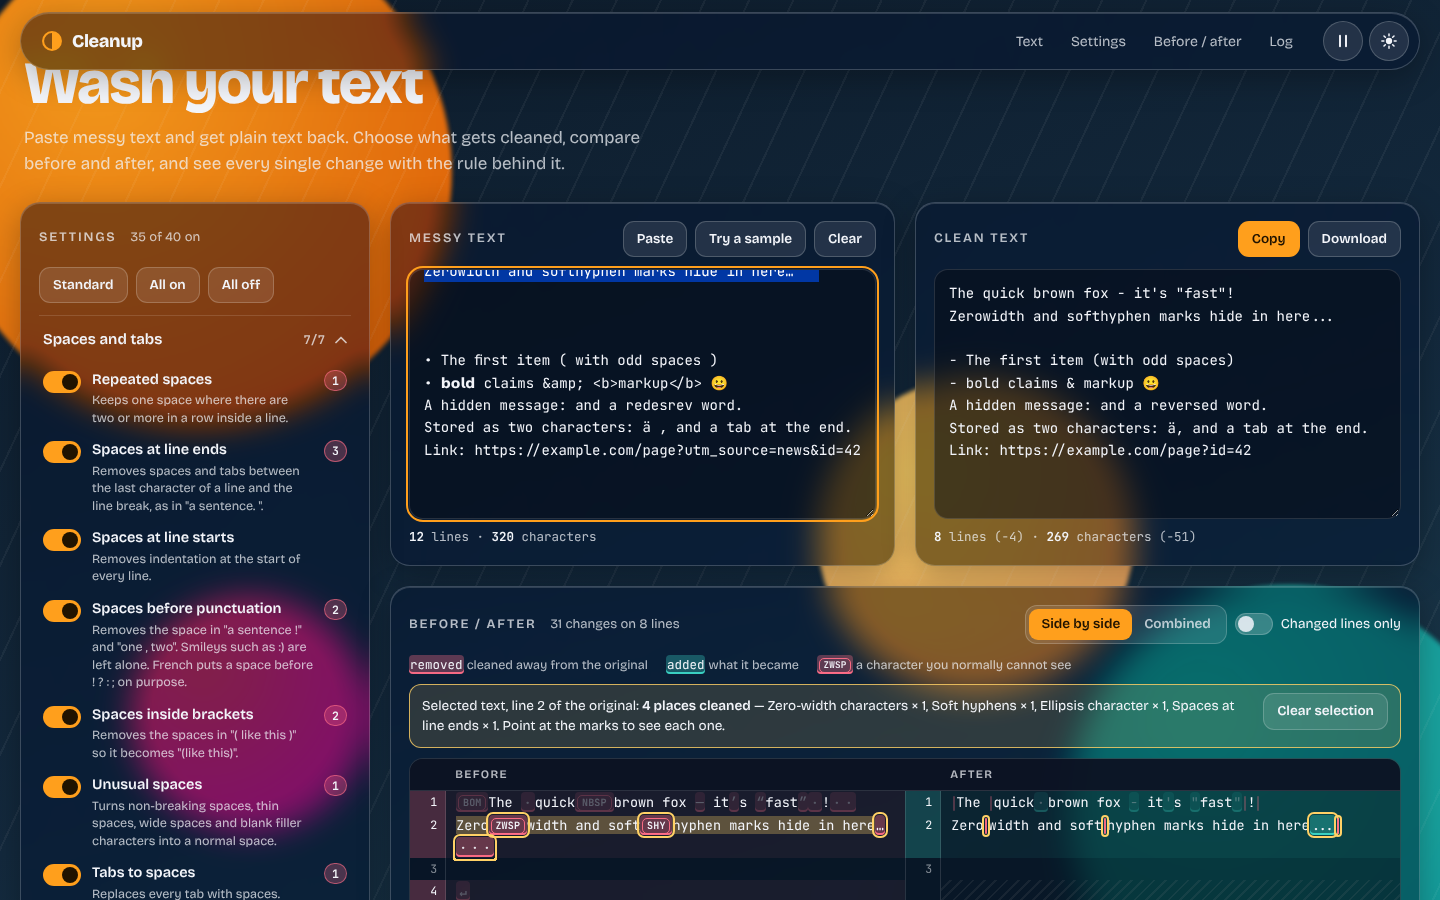 Cleanup
Text Settings Before / after Log
Wash your text
Paste messy text and get plain text back. Choose what gets cleaned, compare
before and after, and see every single change with the rule behind it.
SETTINGS 35 of 40 on
Standard All on All off
Spaces and tabs 7/7
Repeated spaces 1
Keeps one space where there are
two or more in a row inside a line.
Spaces at line ends 3
Removes spaces and tabs between
the last character of a line and the
line break, as in "a sentence. ".
Spaces at line starts
Removes indentation at the start of
every line.
Spaces before punctuation 2
Removes the space in "a sentence !"
and "one , two". Smileys such as :) are
left alone. French puts a space before
! ? : ; on purpose.
Spaces inside brackets 2
Removes the spaces in "( like this )"
so it becomes "(like this)".
Unusual spaces 1
Turns non-breaking spaces, thin
spaces, wide spaces and blank filler
characters into a normal space.
Tabs to spaces 1
Replaces every tab with spaces.
MESSY TEXT
Paste Try a sample Clear
Zerowidth and softhyphen marks hide in here…
• The first item ( with odd spaces )
• bold claims &amp; <b>markup</b> 😀
A hidden message: and a redesrev word.
Stored as two characters: ä , and a tab at the end.
Link: https://example.com/page?utm_source=news&id=42
12 lines · 320 characters
CLEAN TEXT
Copy Download
The quick brown fox - it's "fast"!
Zerowidth and softhyphen marks hide in here...
- The first item (with odd spaces)
- bold claims & markup 😀
A hidden message: and a reversed word.
Stored as two characters: ä, and a tab at the end.
Link: https://example.com/page?id=42
8 lines (-4) · 269 characters (-51)
BEFORE / AFTER 31 changes on 8 lines
Side by side Combined Changed lines only
removed cleaned away from the original added what it became ZWSP a character you normally cannot see
Selected text, line 2 of the original: 4 places cleaned — Zero-width characters × 1, Soft hyphens × 1, Ellipsis character × 1, Spaces at
line ends × 1. Point at the marks to see each one.
Clear selection
BEFORE
1 BOM The · quick NBSP brown fox — it’s “fast”·!··
2 Zero ZWSP width and soft SHY hyphen marks hide in here…
···
3
4 ↵
AFTER
1 The quick·brown fox - it's "fast"!
2 Zerowidth and softhyphen marks hide in here...
3